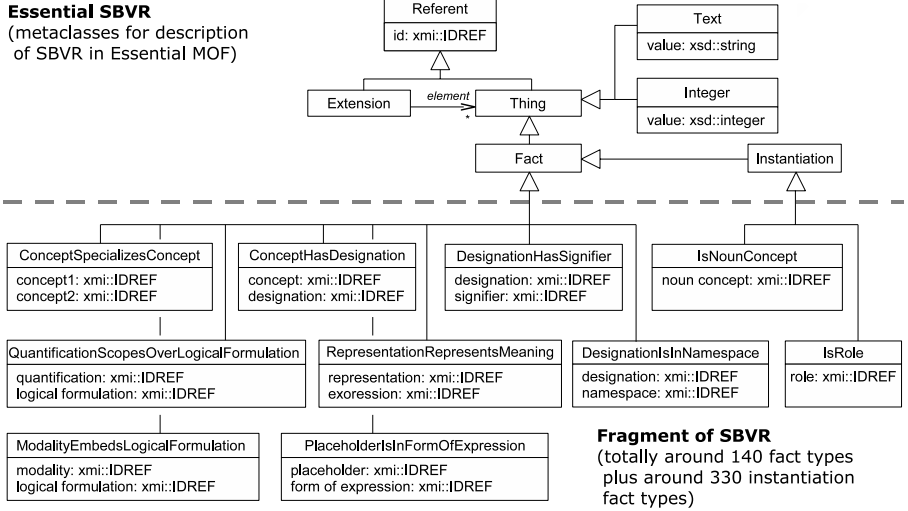 Essential SBVR
(metaclasses for description
of SBVR in Essential MOF)
Referent
id: xmi::IDREF
Text
value: xsd::string
Extension
element
*
Thing
Integer
value: xsd::integer
Fact
Instantiation
ConceptSpecializesConcept
concept1: xmi::IDREF
concept2: xmi::IDREF
ConceptHasDesignation
concept: xmi::IDREF
designation: xmi::IDREF
DesignationHasSignifier
designation: xmi::IDREF
signifier: xmi::IDREF
IsNounConcept
noun concept: xmi::IDREF
QuantificationScopesOverLogicalFormulation
quantification: xmi::IDREF
logical formulation: xmi::IDREF
RepresentationRepresentsMeaning
representation: xmi::IDREF
exoression: xmi::IDREF
DesignationIsInNamespace
designation: xmi::IDREF
namespace: xmi::IDREF
IsRole
role: xmi::IDREF
ModalityEmbedsLogicalFormulation
modality: xmi::IDREF
logical formulation: xmi::IDREF
PlaceholderIsInFormOfExpression
placeholder: xmi::IDREF
form of expression: xmi::IDREF
Fragment of SBVR
(totally around 140 fact types
plus around 330 instantiation
fact types)